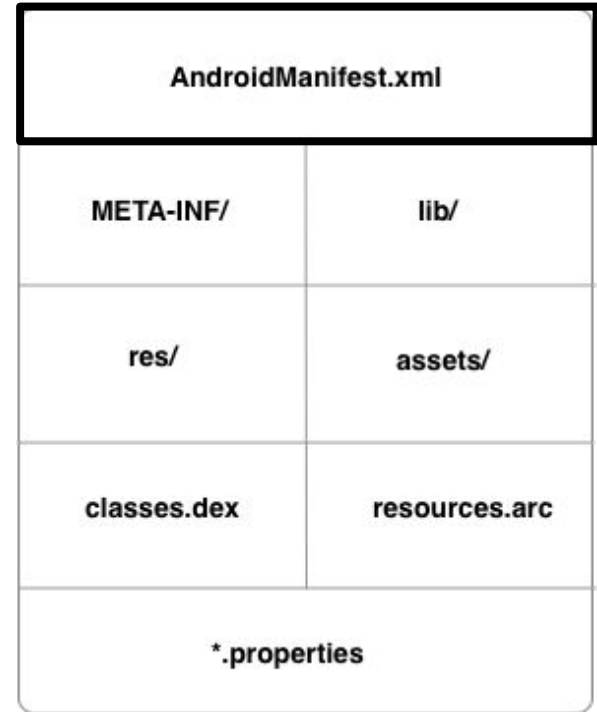 AndroidManifest.xml
META-INF/
lib/
res/
assets/
classes.dex
resources.arc
*.properties